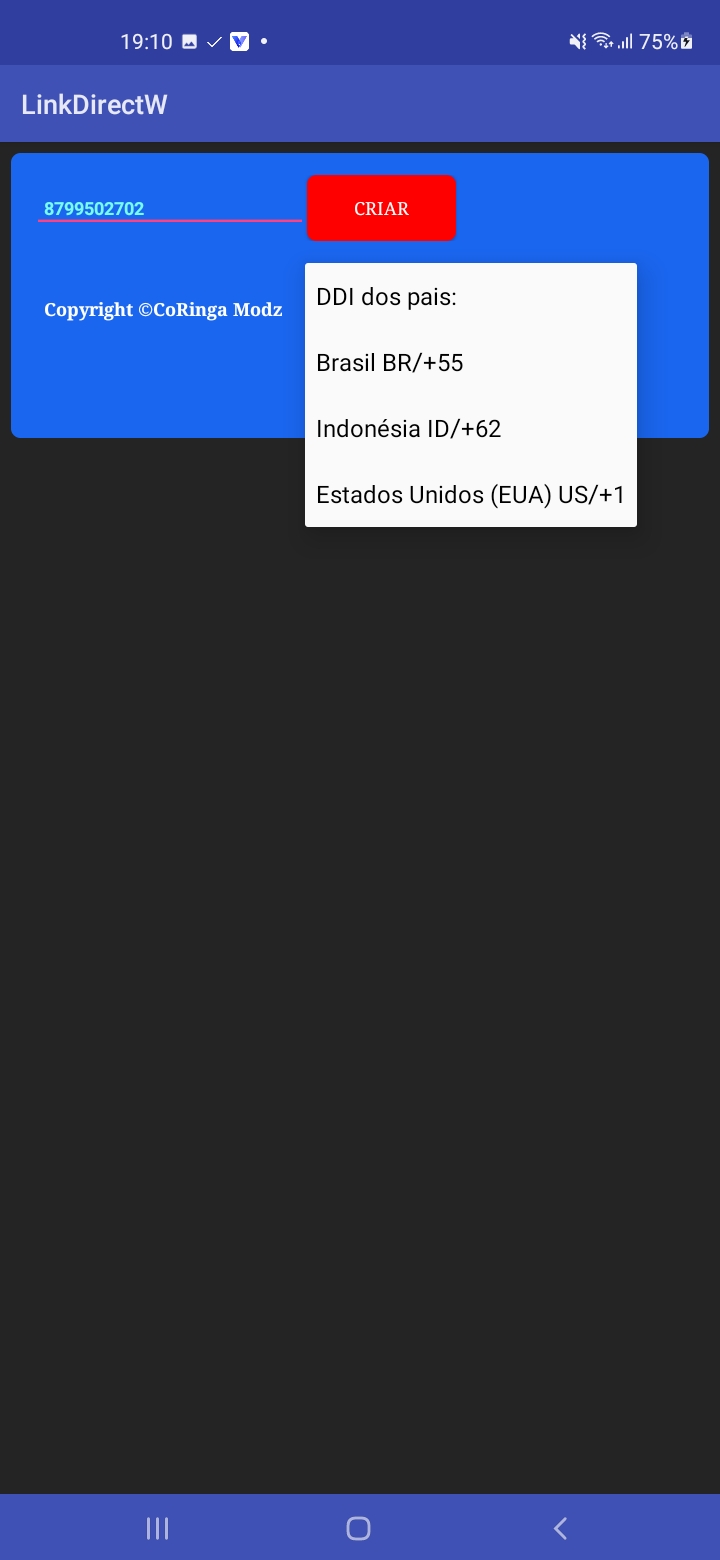 19:10
75%
LinkDirectW
8799502702
CRIAR
Copyright ©CoRinga Modz
DDI dos pais:
Brasil BR/+55
Indonésia ID/+62
Estados Unidos (EUA) US/+1